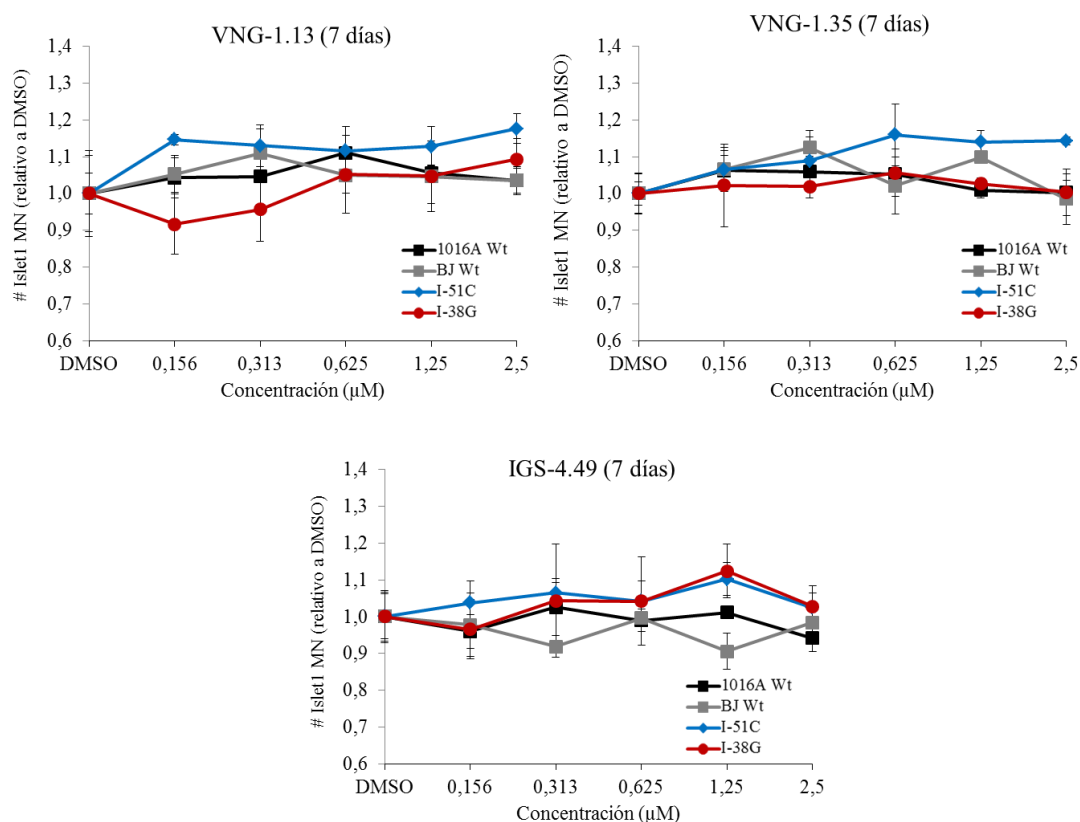 VNG-1.13 (7 días)
# Islet1 MN (relativo a DMSO)
1,4
1,3
1,2
1,1
1,0
0,9
0,8
0,7
0,6
1016A Wt
BJ Wt
I-51C
I-38G
DMSO 0,156 0,313 0,625 1,25 2,5
Concentración (µM)
VNG-1.35 (7 días)
# Islet1 MN (relativo a DMSO)
1,4
1,3
1,2
1,1
1,0
0,9
0,8
0,7
0,6
1016A Wt
BJ Wt
I-51C
I-38G
DMSO 0,156 0,313 0,625 1,25 2,5
Concentración (µM)
IGS-4.49 (7 días)
# Islet1 MN (relativo a DMSO)
1,4
1,3
1,2
1,1
1,0
0,9
0,8
0,7
0,6
1016A Wt
BJ Wt
I-51C
I-38G
DMSO 0,156 0,313 0,625 1,25 2,5
Concentración (µM)